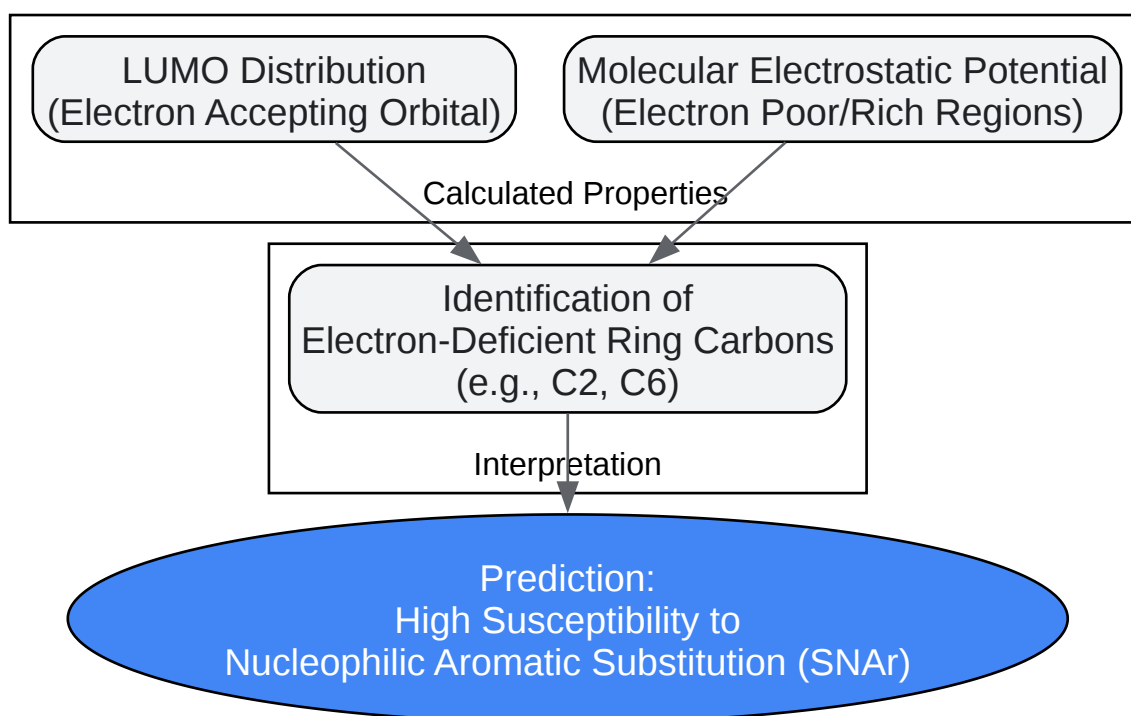 LUMO Distribution
(Electron Accepting Orbital)
Molecular Electrostatic Potential
(Electron Poor/Rich Regions)
Calculated Properties
Identification of
Electron-Deficient Ring Carbons
(e.g., C2, C6)
Interpretation
Prediction:
High Susceptibility to
Nucleophilic Aromatic Substitution (SNAr)